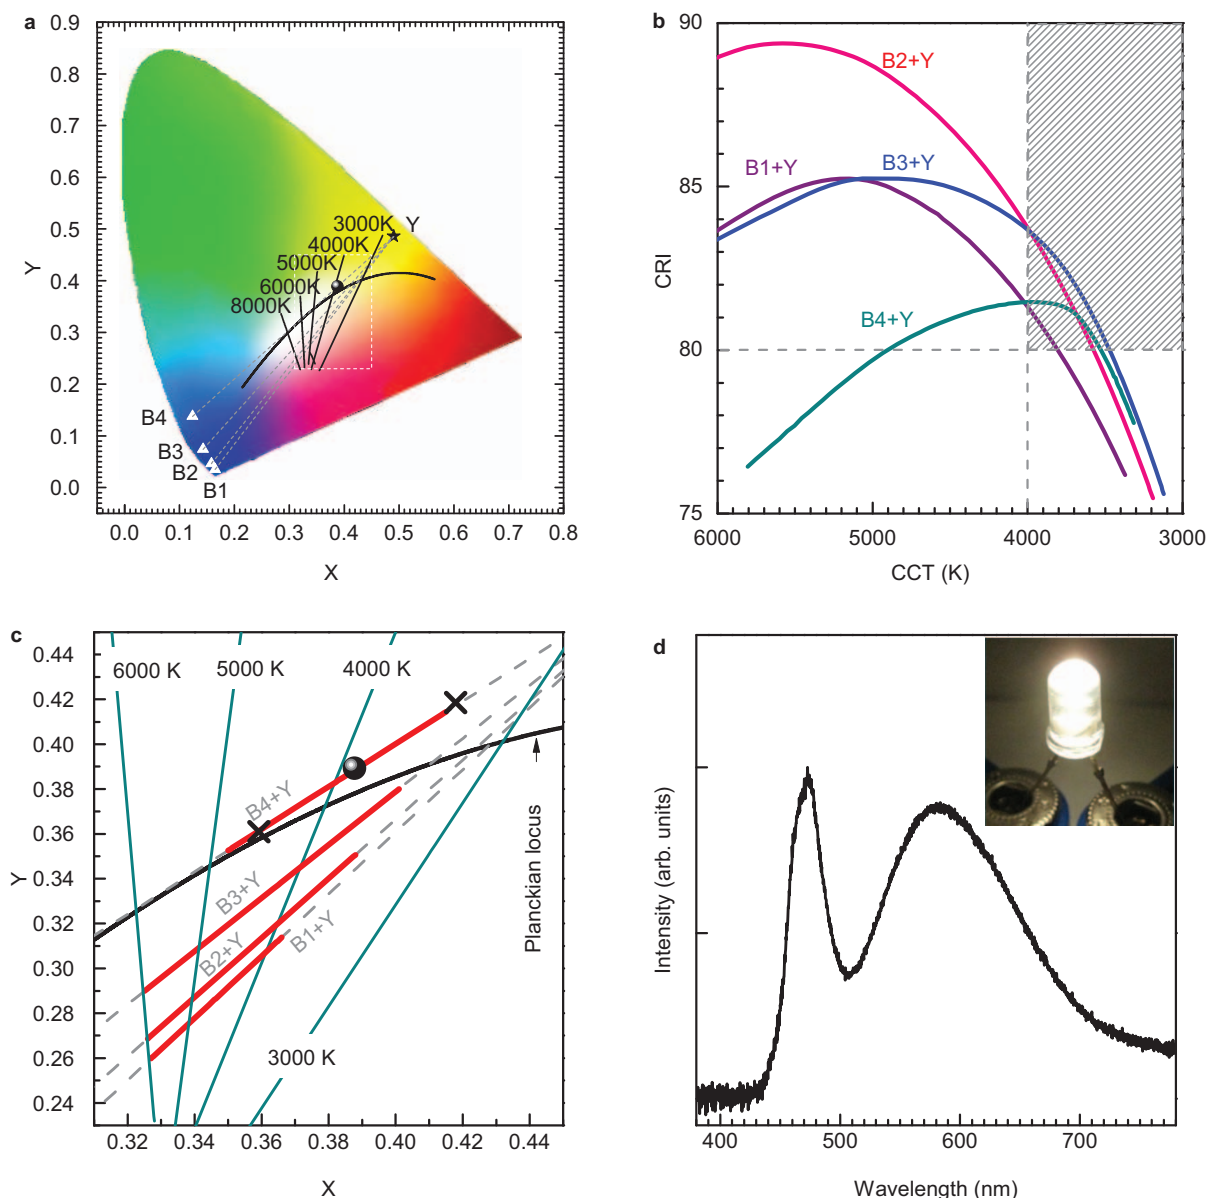 a
0.9
0.8
0.7
0.6
0.5
0.4
0.3
0.2
0.1
0.0
Y
0.0 0.1 0.2 0.3 0.4 0.5 0.6 0.7 0.8
X
3000K Y
4000K
5000K
6000K
8000K
B4
B3
B2
B1
b
90
85
80
75
CRI
6000 5000 4000 3000
CCT (K)
B2+Y
B1+Y
B3+Y
B4+Y
c
0.44
0.42
0.40
0.38
0.36
0.34
0.32
0.30
0.28
0.26
0.24
Y
0.32 0.34 0.36 0.38 0.40 0.42 0.44
X
6000 K
5000 K
4000 K
3000 K
B4+Y
B3+Y
B2+Y
B1+Y
Planckian locus
d
Intensity (arb. units)
400 500 600 700
Wavelength (nm)